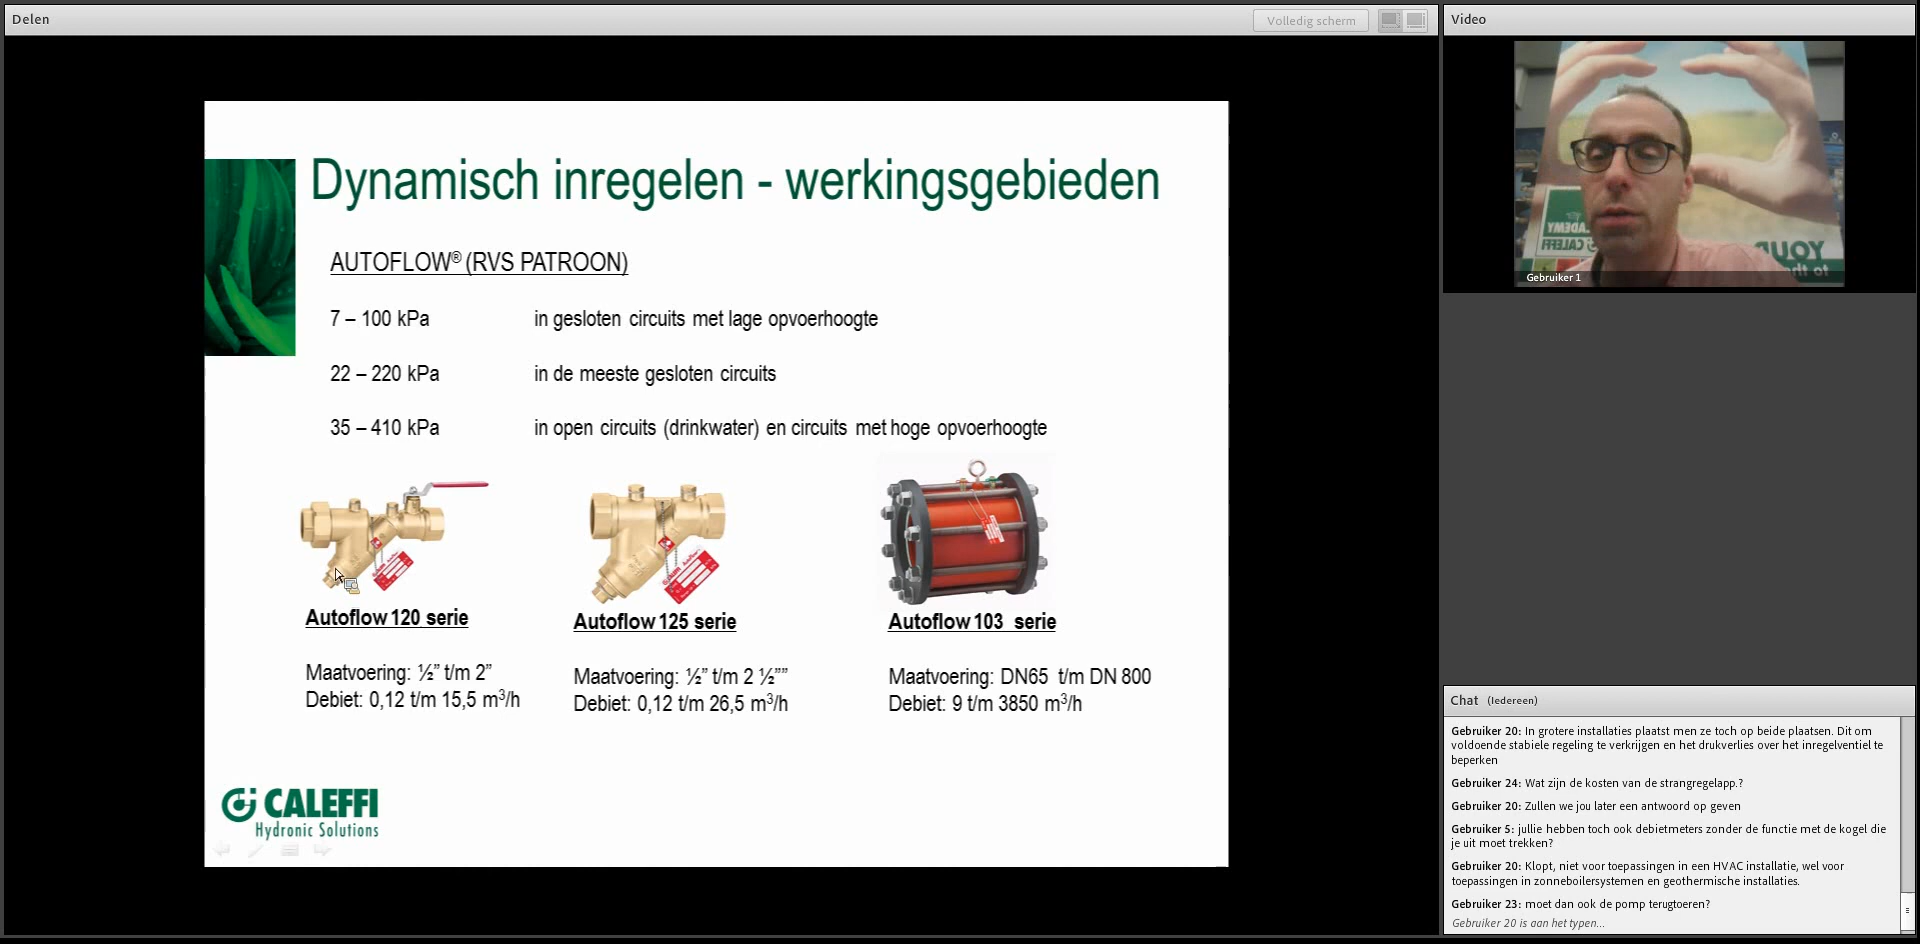 Delen
Volledig scherm
Video
Dynamisch inregelen - werkingsgebieden
AUTOFLOW® (RVS PATROON)
7 – 100 kPa in gesloten circuits met lage opvoerhoogte
22 – 220 kPa in de meeste gesloten circuits
35 – 410 kPa in open circuits (drinkwater) en circuits met hoge opvoerhoogte
Autoflow 120 serie
Maatvoering: ½” t/m 2”
Debiet: 0,12 t/m 15,5 m³/h
Autoflow 125 serie
Maatvoering: ½” t/m 2 ½””
Debiet: 0,12 t/m 26,5 m³/h
Autoflow 103 serie
Maatvoering: DN65 t/m DN 800
Debiet: 9 t/m 3850 m³/h
CALEFFI
Hydronic Solutions
CALEFFI
YOUR
to th
Gebruiker 1
Chat (Iedereen)
Gebruiker 20: In grotere installaties plaatst men ze toch op beide plaatsen. Dit om
voldoende stabiele regeling te verkrijgen en het drukverlies over het inregelventiel te
beperken
Gebruiker 24: Wat zijn de kosten van de strangregelapp.?
Gebruiker 20: Zullen we jou later een antwoord op geven
Gebruiker 5: jullie hebben toch ook debietmeters zonder de functie met de kogel die
je uit moet trekken?
Gebruiker 20: Klopt, niet voor toepassingen in een HVAC installatie, wel voor
toepassingen in zonneboilersystemen en geothermische installaties.
Gebruiker 23: moet dan ook de pomp terugtoeren?
Gebruiker 20 is aan het typen...